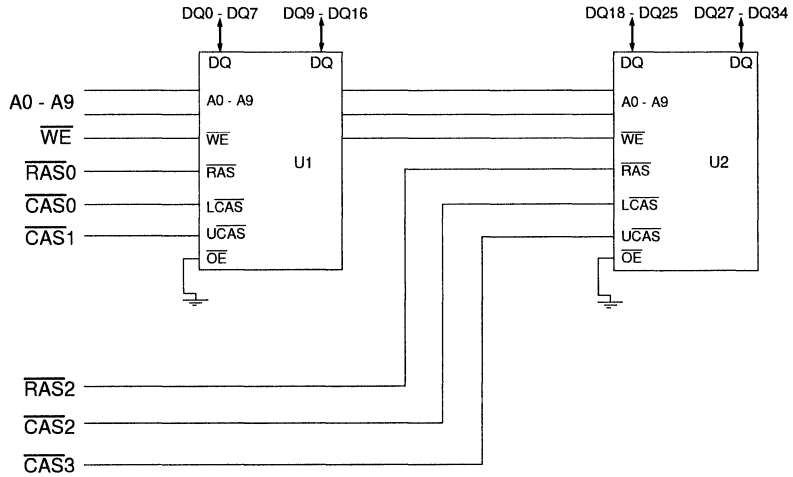 DQ0 - DQ7 DQ9 - DQ16 DQ18 - DQ25 DQ27 - DQ34
DQ DQ DQ DQ
A0 - A9 A0 - A9 A0 - A9
WE WE WE
U1 U2
RAS0 RAS RAS
CAS0 LCAS LCAS
CAS1 UCAS UCAS
OE OE
RAS2
CAS2
CAS3